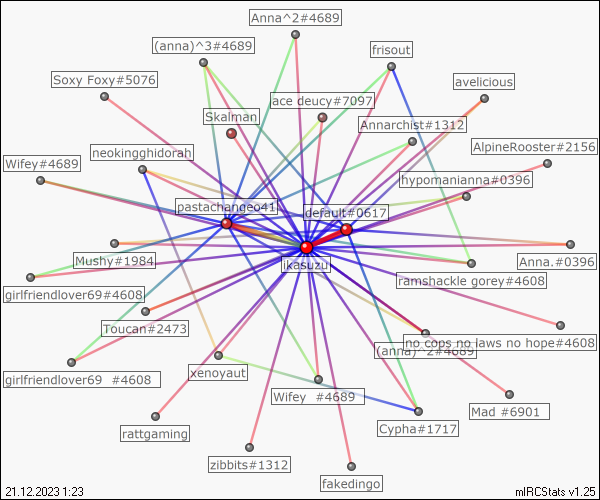 Anna^2#4689
(anna)^3#4689
frisout
Soxy Foxy#5076
avelicious
ace deucy#7097
Skalman
Annarchist#1312
AlpineRooster#2156
neokingghidorah
Wifey#4689
hypomanianna#0396
pastachangeo41
default#0617
Mushy#1984
ikasuzu
Anna.#0396
ramshackle gorey#4608
girlfriendlover69#4608
Toucan#2473
no cops no laws no hope#4608
(anna)^2#4689
xenoyaut
girlfriendlover69 #4608
Wifey #4689
Mad #6901
rattgaming
Cypha#1717
zibbits#1312
fakedingo
21.12.2023 1:23
mIRCStats v1.25